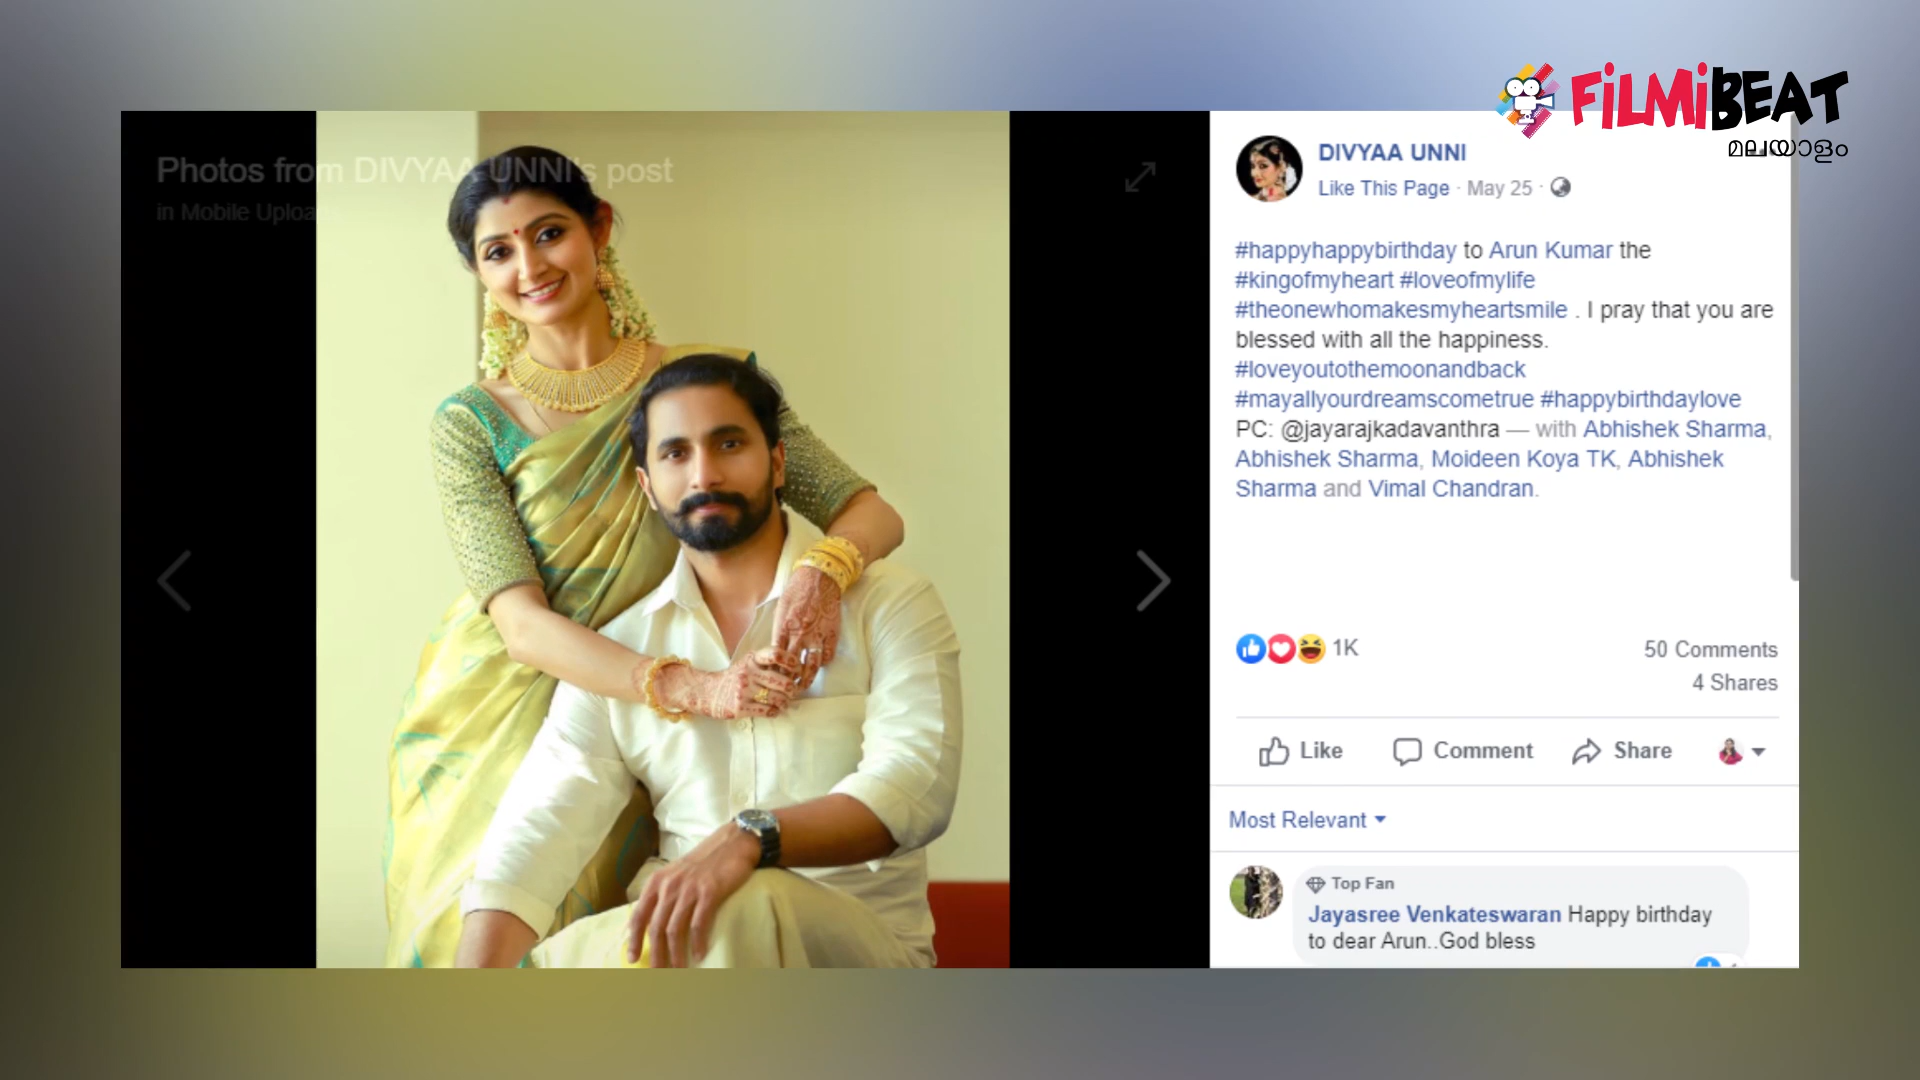 FiLMiBEAT
മലയാളം
Photos from DIVYAA UNNI's post
in Mobile Uploa
DIVYAA UNNI
Like This Page · May 25 ·
#happyhappybirthday to Arun Kumar the
#kingofmyheart #loveofmylife
#theonewhomakesmyheartsmile . I pray that you are
blessed with all the happiness.
#loveyoutothemoonandback
#mayallyourdreamscometrue #happybirthdaylove
PC: @jayarajkadavanthra — with Abhishek Sharma,
Abhishek Sharma, Moideen Koya TK, Abhishek
Sharma and Vimal Chandran.
1K
50 Comments
4 Shares
Like Comment Share
Most Relevant
Top Fan
Jayasree Venkateswaran Happy birthday
to dear Arun..God bless